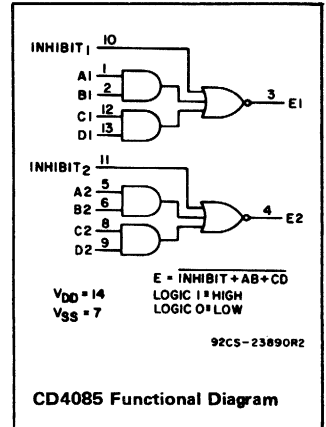 INHIBIT1 10
A1 1
B1 2
C1 12
D1 13
3 E1
INHIBIT2 11
A2 5
B2 6
C2 8
D2 9
4 E2
E = INHIBIT + AB + CD
VDD = 14
LOGIC 1 = HIGH
VSS = 7
LOGIC 0 = LOW
92CS-23890R2
CD4085 Functional Diagram